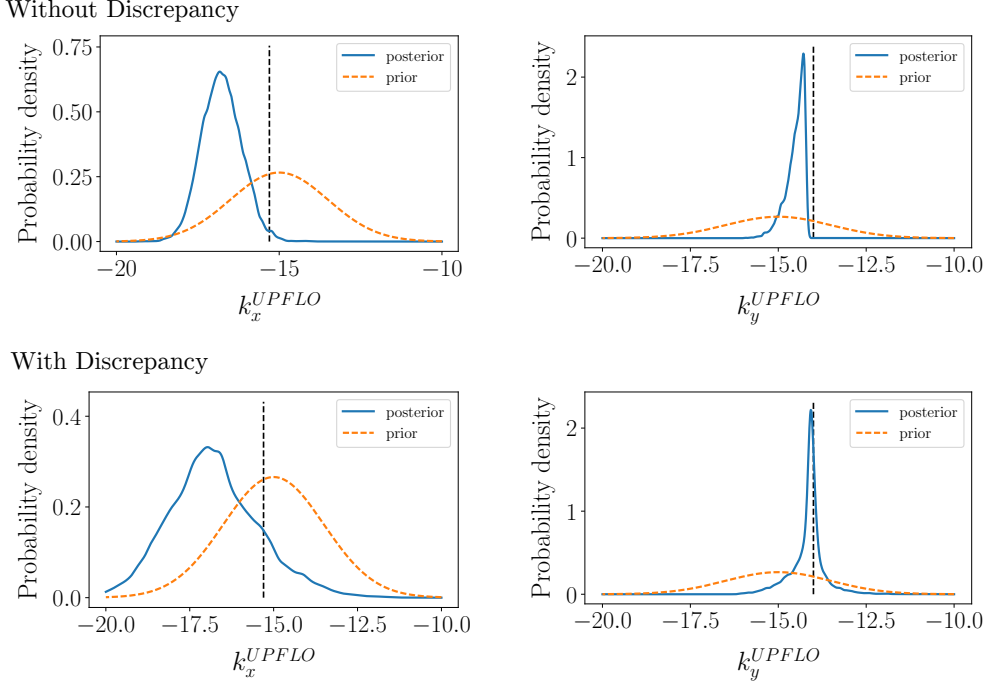 Without Discrepancy
Probability density
0.75
0.50
0.25
0.00
−20
−15
−10
k_x^{UPFLO}
posterior
prior
Probability density
2
1
0
−20.0
−17.5
−15.0
−12.5
−10.0
k_y^{UPFLO}
posterior
prior
With Discrepancy
Probability density
0.4
0.2
0.0
−20.0
−17.5
−15.0
−12.5
−10.0
k_x^{UPFLO}
posterior
prior
Probability density
2
1
0
−20.0
−17.5
−15.0
−12.5
−10.0
k_y^{UPFLO}
posterior
prior